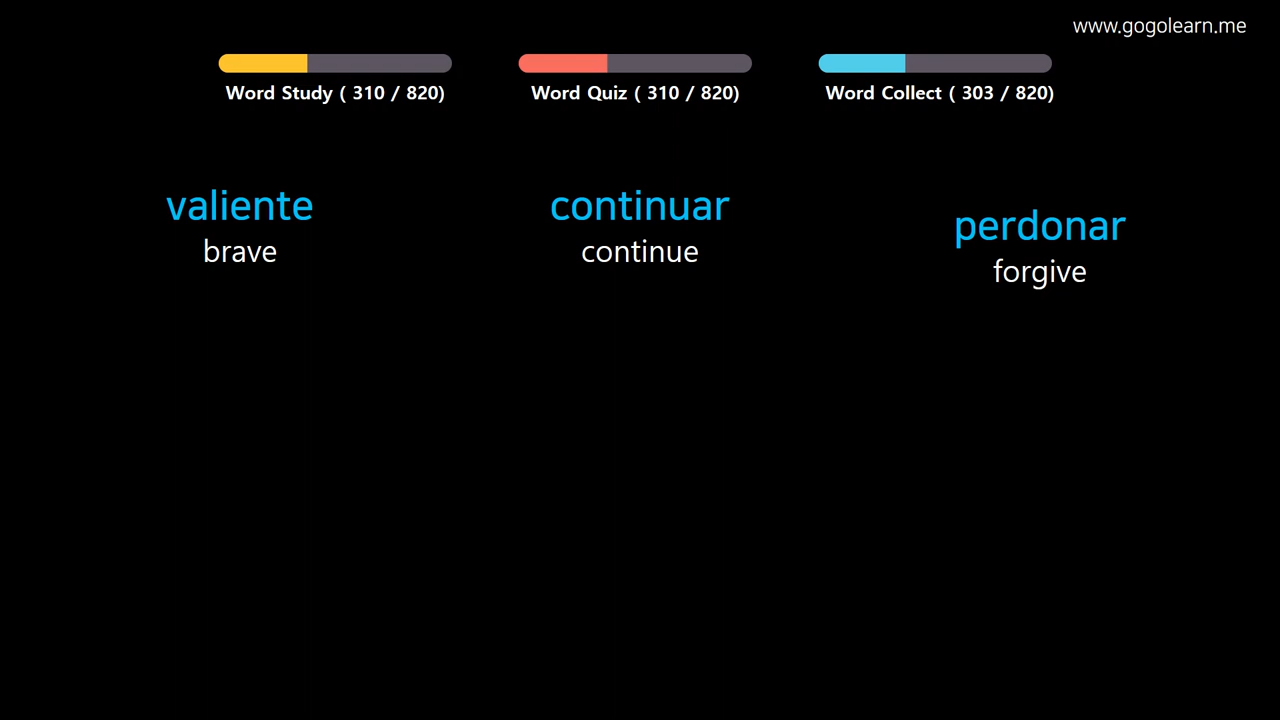 www.gogolearn.me
Word Study ( 310 / 820)
Word Quiz ( 310 / 820)
Word Collect ( 303 / 820)
valiente
brave
continuar
continue
perdonar
forgive